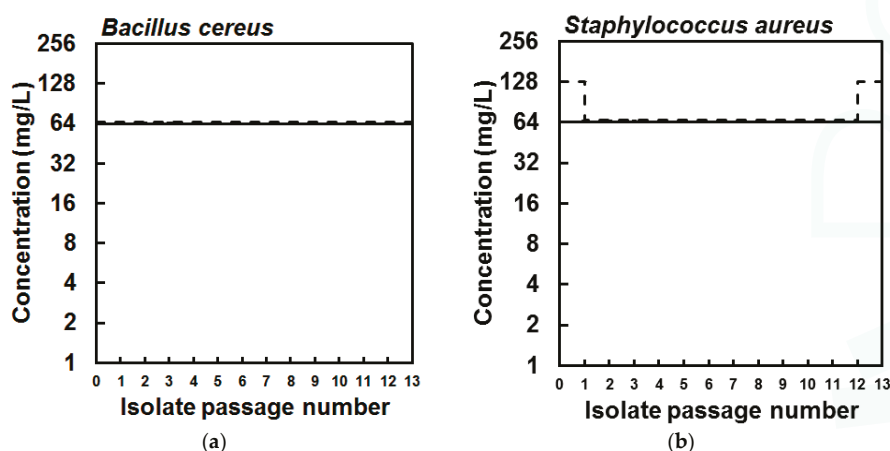 Bacillus cereus
Concentration (mg/L)
256
128
64
32
16
8
4
2
1
0 1 2 3 4 5 6 7 8 9 10 11 12 13
Isolate passage number
(a)
Staphylococcus aureus
Concentration (mg/L)
256
128
64
32
16
8
4
2
1
0 1 2 3 4 5 6 7 8 9 10 11 12 13
Isolate passage number
(b)